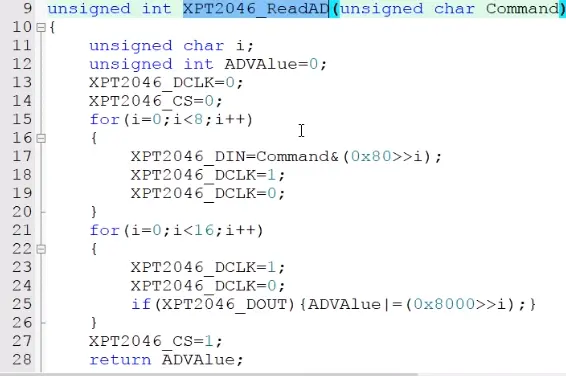 9 unsigned int XPT2046_ReadAD(unsigned char Command)
10 {
11 unsigned char i;
12 unsigned int ADVAlue=0;
13 XPT2046_DCLK=0;
14 XPT2046_CS=0;
15 for(i=0;i<8;i++)
16 {
17 XPT2046_DIN=Command&(0x80>>i);
18 XPT2046_DCLK=1;
19 XPT2046_DCLK=0;
20 }
21 for(i=0;i<16;i++)
22 {
23 XPT2046_DCLK=1;
24 XPT2046_DCLK=0;
25 if(XPT2046_DOUT){ADVAlue|=(0x8000>>i);}
26 }
27 XPT2046_CS=1;
28 return ADVAlue;